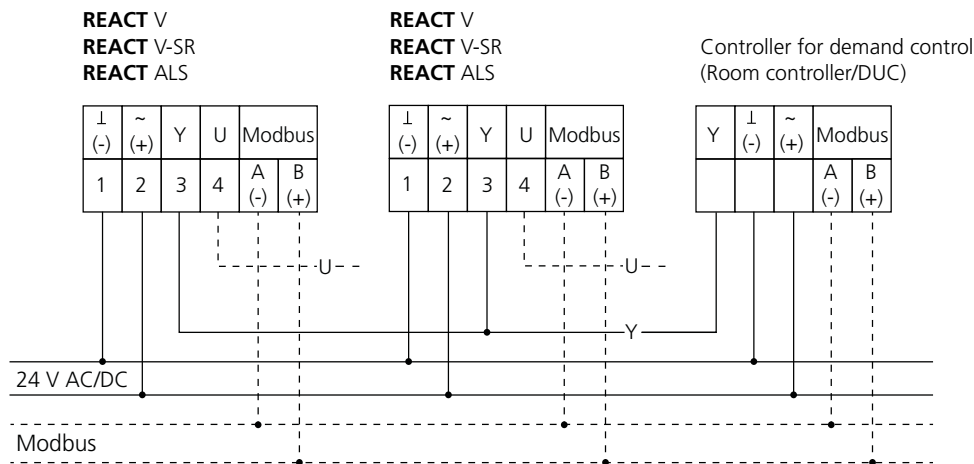 REACT V
REACT V-SR
REACT ALS
REACT V
REACT V-SR
REACT ALS
Controller for demand control
(Room controller/DUC)
⊥ ~ Y U Modbus
(-) (+)
1 2 3 4 A B
(-) (+)
⊥ ~ Y U Modbus
(-) (+)
1 2 3 4 A B
(-) (+)
Y ⊥ ~ Modbus
(-) (+)
A B
(-) (+)
U
U
Y
24 V AC/DC
Modbus